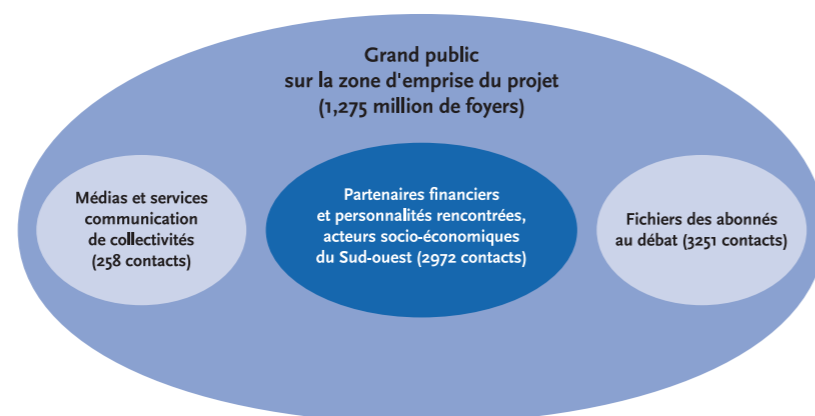 Grand public
sur la zone d'emprise du projet
(1,275 million de foyers)
Médias et services
communication
de collectivités
(258 contacts)
Partenaires financiers
et personnalités rencontrées,
acteurs socio-économiques
du Sud-ouest (2972 contacts)
Fichiers des abonnés
au débat (3251 contacts)